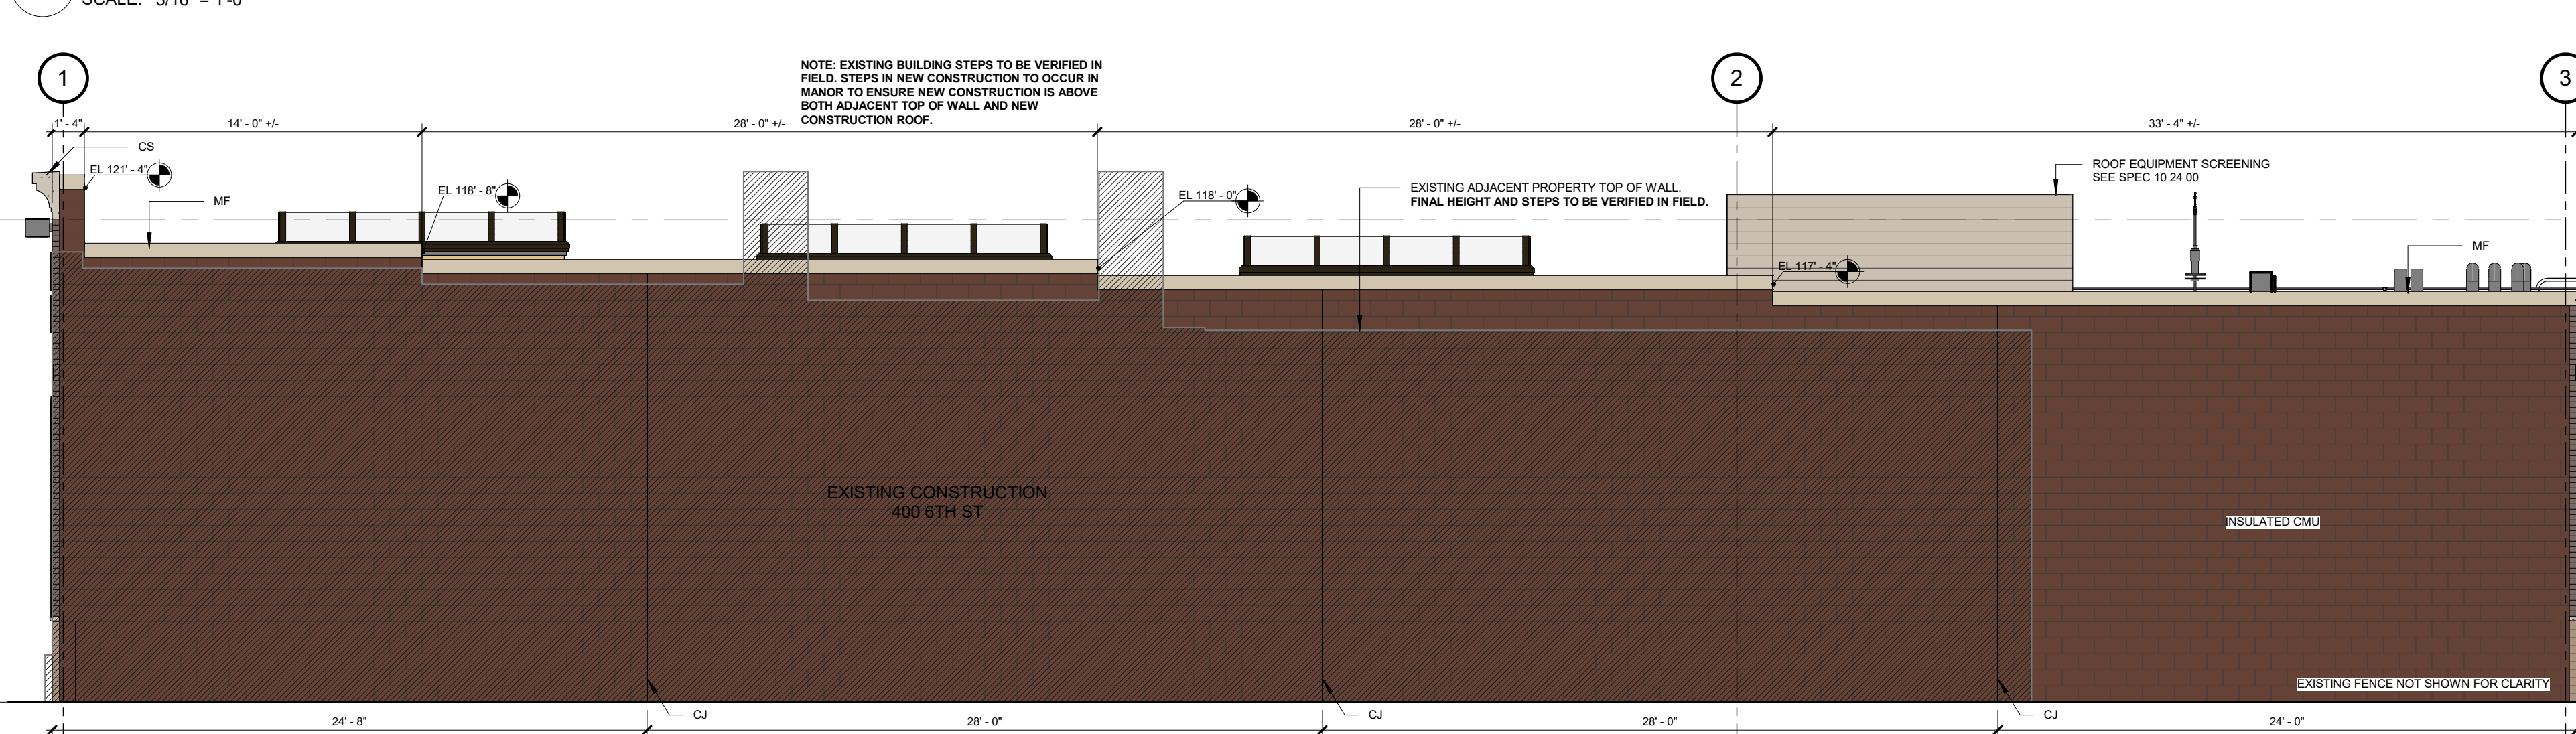 SCALE: 3/16" = 1'-0"
1
2
3
NOTE: EXISTING BUILDING STEPS TO BE VERIFIED IN
FIELD. STEPS IN NEW CONSTRUCTION TO OCCUR IN
MANOR TO ENSURE NEW CONSTRUCTION IS ABOVE
BOTH ADJACENT TOP OF WALL AND NEW
CONSTRUCTION ROOF.
1' - 4"
14' - 0" +/-
28' - 0" +/-
28' - 0" +/-
33' - 4" +/-
CS
EL 121' - 4"
MF
EL 118' - 8"
EL 118' - 0"
EXISTING ADJACENT PROPERTY TOP OF WALL.
FINAL HEIGHT AND STEPS TO BE VERIFIED IN FIELD.
ROOF EQUIPMENT SCREENING
SEE SPEC 10 24 00
EL 117' - 4"
MF
EXISTING CONSTRUCTION
400 6TH ST
INSULATED CMU
EXISTING FENCE NOT SHOWN FOR CLARITY
CJ
CJ
CJ
24' - 8"
28' - 0"
28' - 0"
24' - 0"